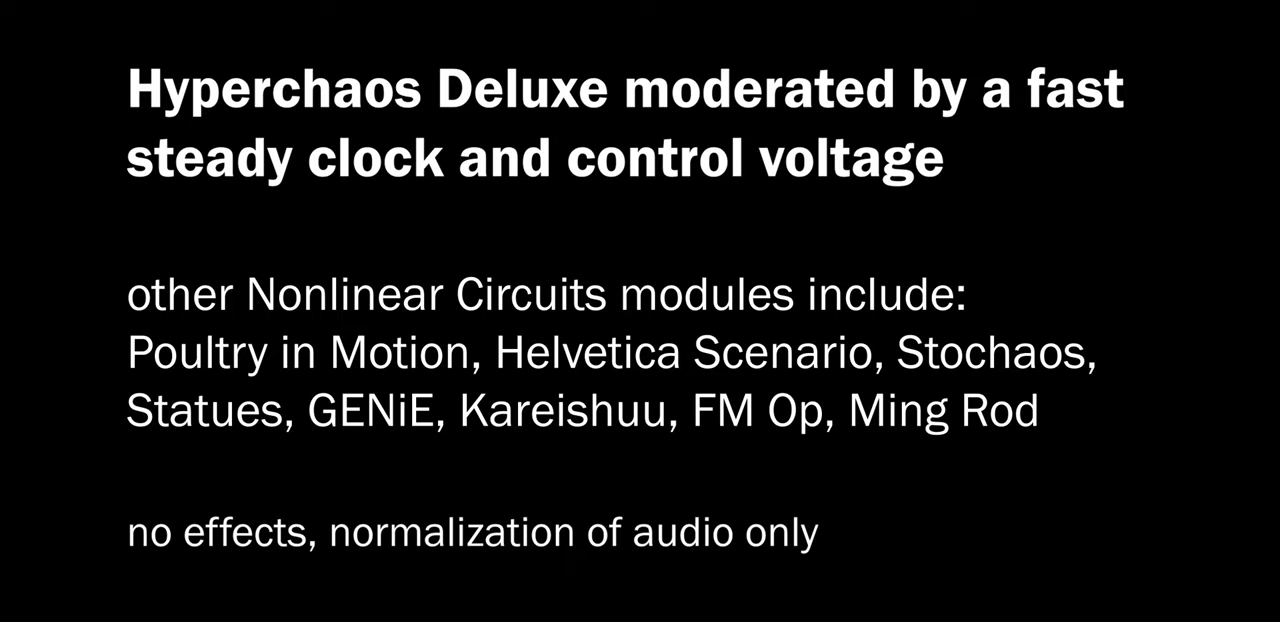 Hyperchaos Deluxe moderated by a fast
steady clock and control voltage
other Nonlinear Circuits modules include:
Poultry in Motion, Helvetica Scenario, Stochaos,
Statues, GENiE, Kareishuu, FM Op, Ming Rod
no effects, normalization of audio only